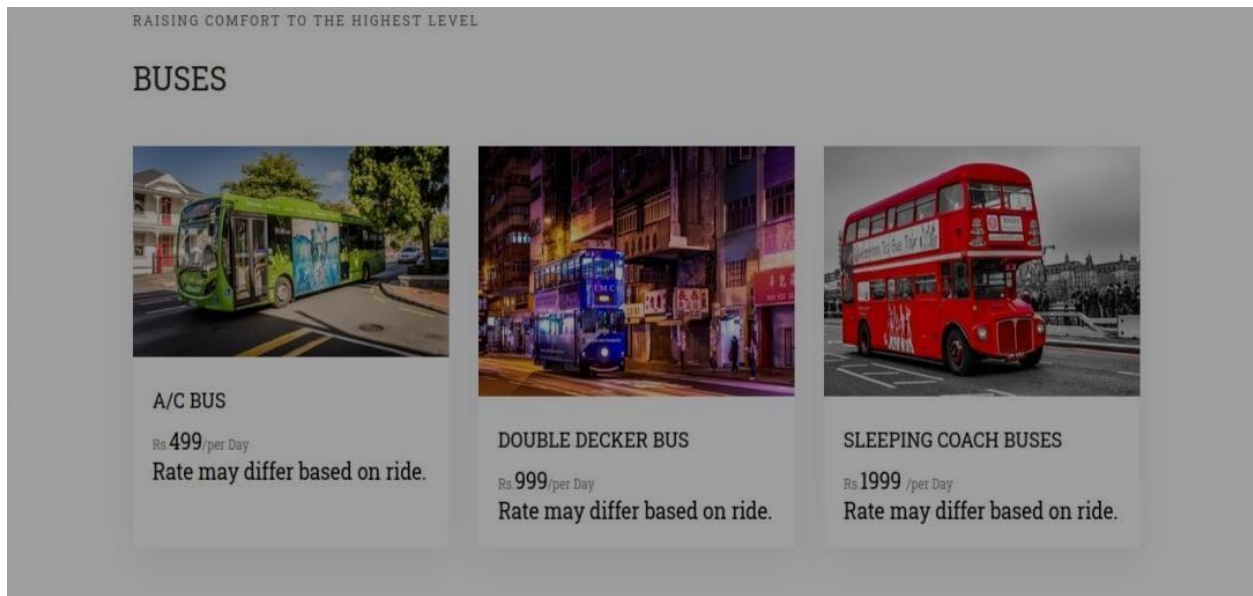 RAISING COMFORT TO THE HIGHEST LEVEL
BUSES
A/C BUS
Rs.499/per Day
Rate may differ based on ride.
PIMCO
DOUBLE DECKER BUS
Rs.999/per Day
Rate may differ based on ride.
SLEEPING COACH BUSES
Rs.1999 /per Day
Rate may differ based on ride.